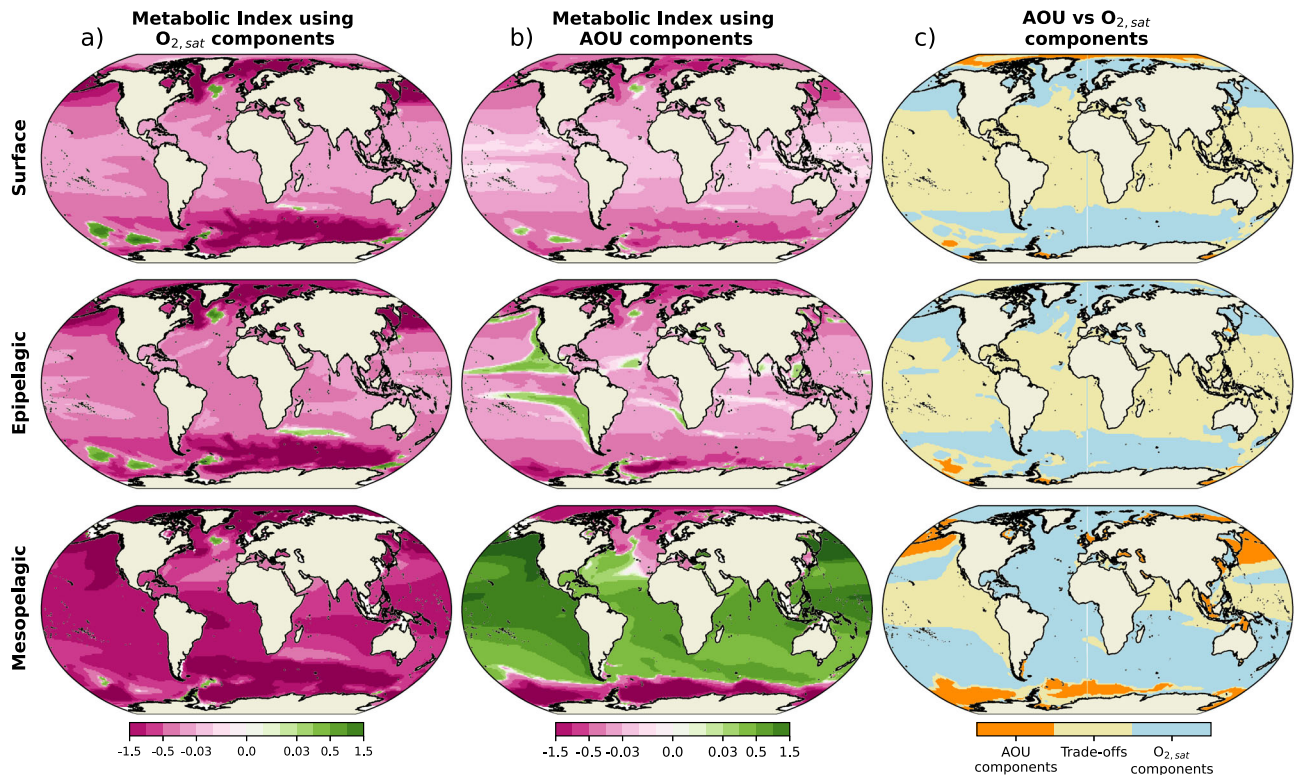 a)
Metabolic Index using
O2,sat components
b)
Metabolic Index using
AOU components
c)
AOU vs O2,sat
components
Surface
Epipelagic
Mesopelagic
-1.5 -0.5 -0.03 0.0 0.03 0.5 1.5
-1.5 -0.5 -0.03 0.0 0.03 0.5 1.5
AOU
components
Trade-offs
O2,sat
components